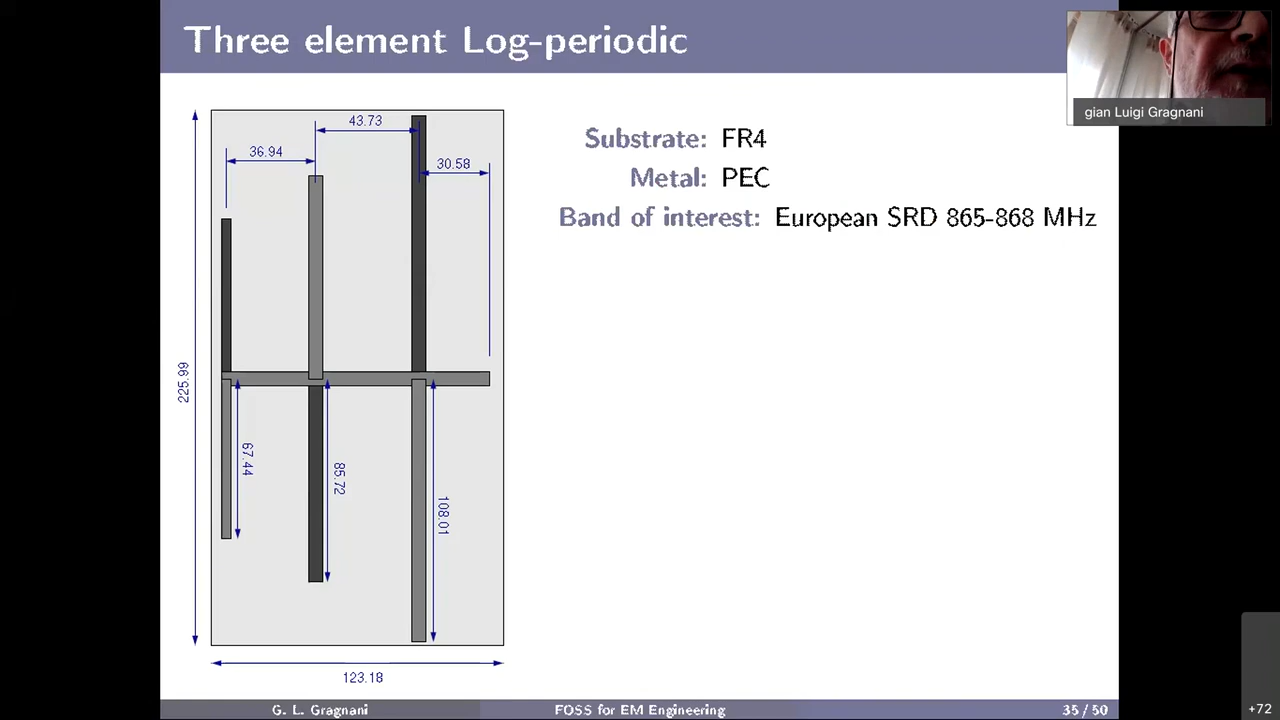 Three element Log-periodic
gian Luigi Gragnani
43.73
36.94
30.58
225.99
67.44
85.72
108.01
123.18
Substrate: FR4
Metal: PEC
Band of interest: European SRD 865-868 MHz
G. L. Gragnani
FOSS for EM Engineering
35 / 50
+72